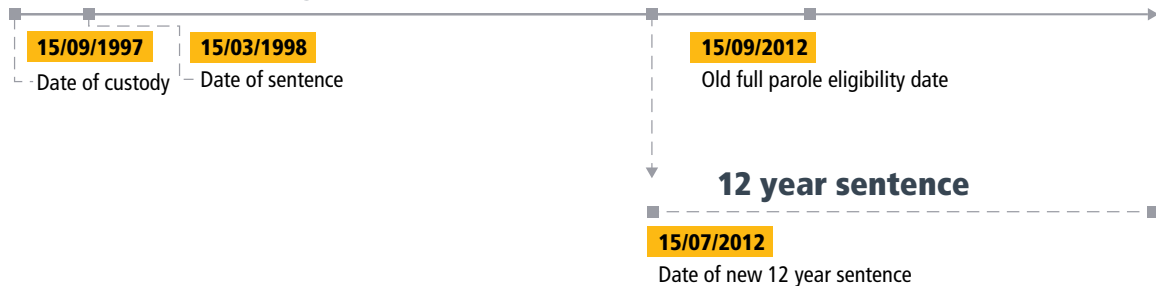 15/09/1997
Date of custody
15/03/1998
Date of sentence
15/09/2012
Old full parole eligibility date
12 year sentence
15/07/2012
Date of new 12 year sentence